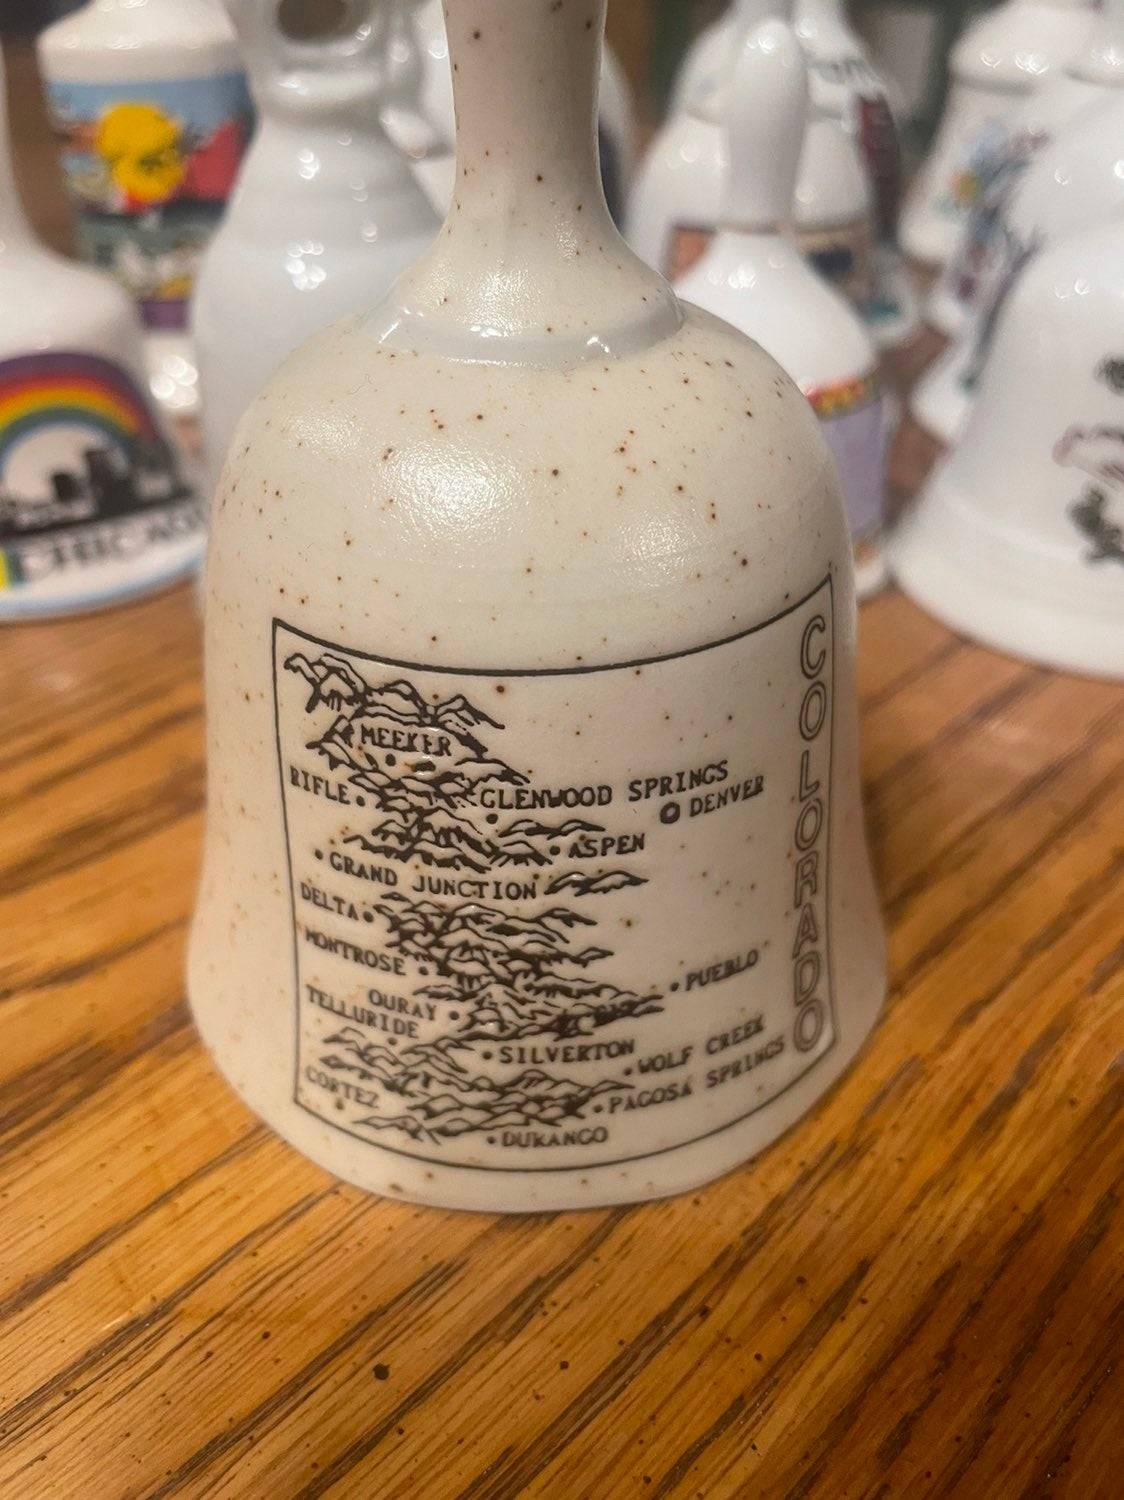 COLORADO
MEEKER
RIFLE
GLENWOOD SPRINGS
DENVER
ASPEN
GRAND JUNCTION
DELTA
MONTROSE
PUEBLO
OURAY
TELLURIDE
SILVERTON
WOLF CREEK
PAGOSA SPRINGS
CORTEZ
DURANGO
CHICAGO